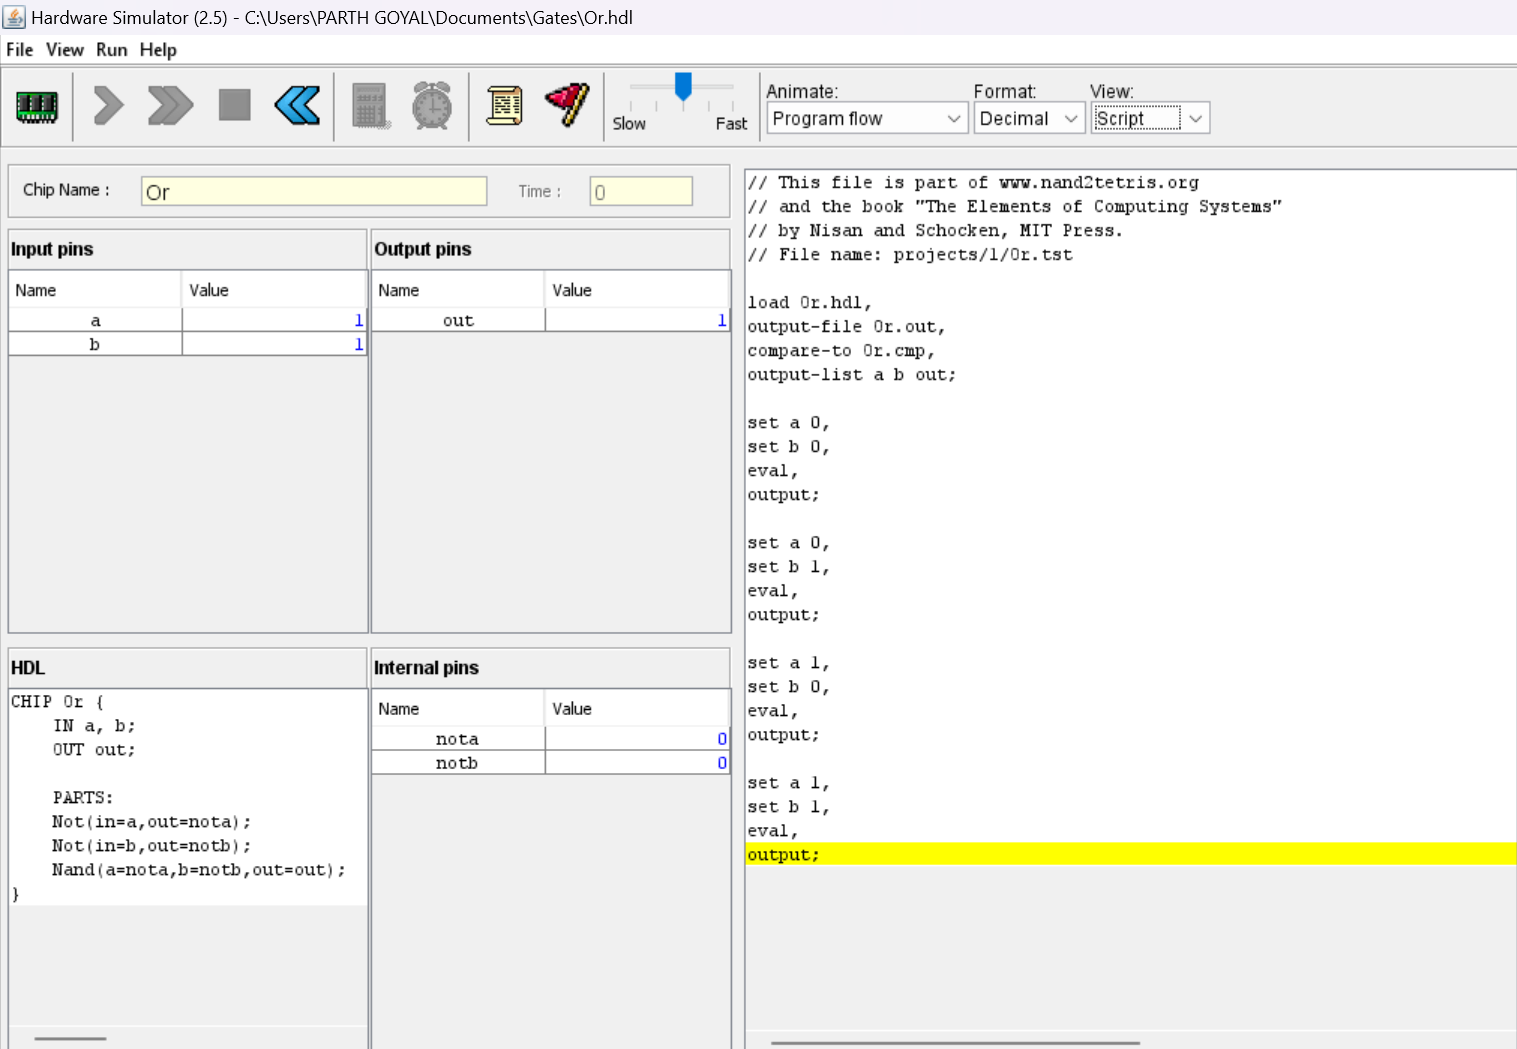 Hardware Simulator (2.5) - C:\Users\PARTH GOYAL\Documents\Gates\Or.hdl
File View Run Help
Slow Fast
Animate: Format: View:
Program flow Decimal Script
Chip Name : Or Time : 0
Input pins
Name Value
a 1
b 1
Output pins
Name Value
out 1
HDL
CHIP Or {
    IN a, b;
    OUT out;

    PARTS:
    Not(in=a,out=nota);
    Not(in=b,out=notb);
    Nand(a=nota,b=notb,out=out);
}
Internal pins
Name Value
nota 0
notb 0
// This file is part of www.nand2tetris.org
// and the book "The Elements of Computing Systems"
// by Nisan and Schocken, MIT Press.
// File name: projects/1/Or.tst

load Or.hdl,
output-file Or.out,
compare-to Or.cmp,
output-list a b out;

set a 0,
set b 0,
eval,
output;

set a 0,
set b 1,
eval,
output;

set a 1,
set b 0,
eval,
output;

set a 1,
set b 1,
eval,
output;